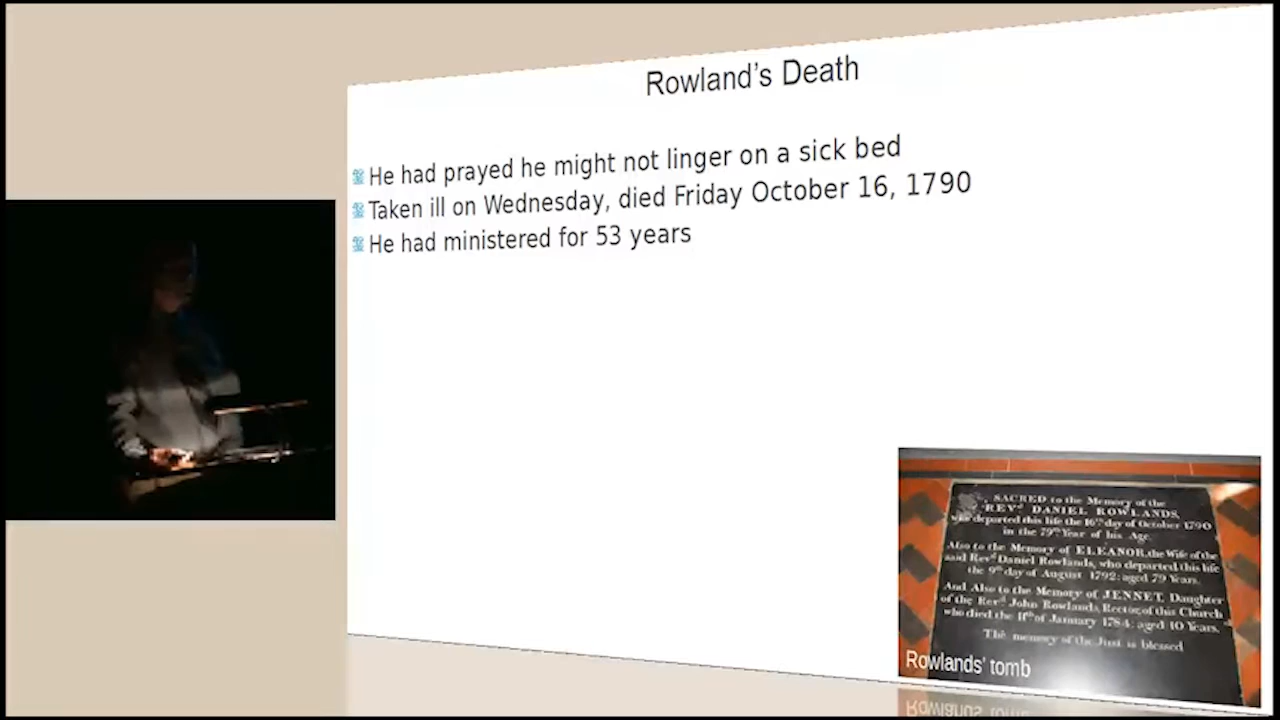 Rowland's Death
He had prayed he might not linger on a sick bed
Taken ill on Wednesday, died Friday October 16, 1790
He had ministered for 53 years
SACRED to the Memory of the
REVᵈ DANIEL ROWLANDS,
who departed this life the 16ᵗʰ day of October 1790
in the 79ᵗʰ Year of his Age.
Also to the Memory of ELEANOR, the Wife of the
said Revᵈ Daniel Rowlands, who departed this life
the 9ᵗʰ day of August 1792: aged 79 Years.
And Also to the Memory of JENNET, Daughter
of the Revᵈ John Rowlands, Rector of this Church
who died the 11ᵗʰ of January 1784: aged 10 Years.
The memory of the Just is blessed
Rowlands' tomb